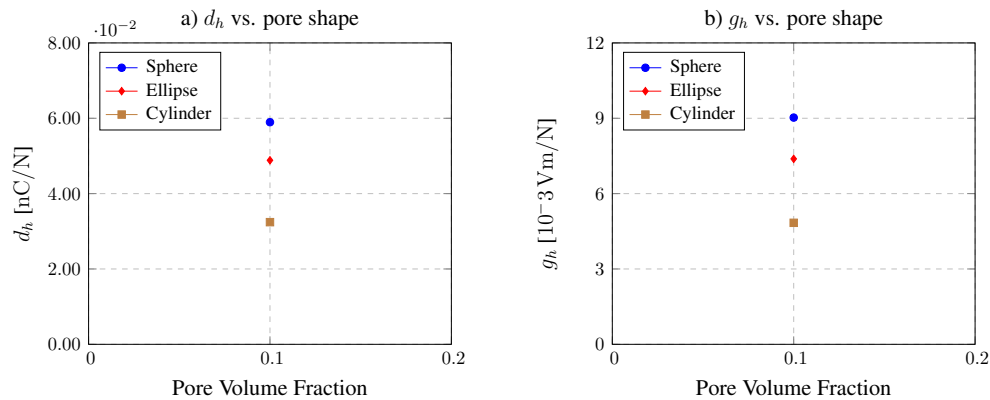 a) d_h vs. pore shape
·10⁻²
8.00
6.00
4.00
2.00
0.00
0
0.1
0.2
d_h [nC/N]
Pore Volume Fraction
Sphere
Ellipse
Cylinder
b) g_h vs. pore shape
12
9
6
3
0
0
0.1
0.2
g_h [10⁻3 Vm/N]
Pore Volume Fraction
Sphere
Ellipse
Cylinder